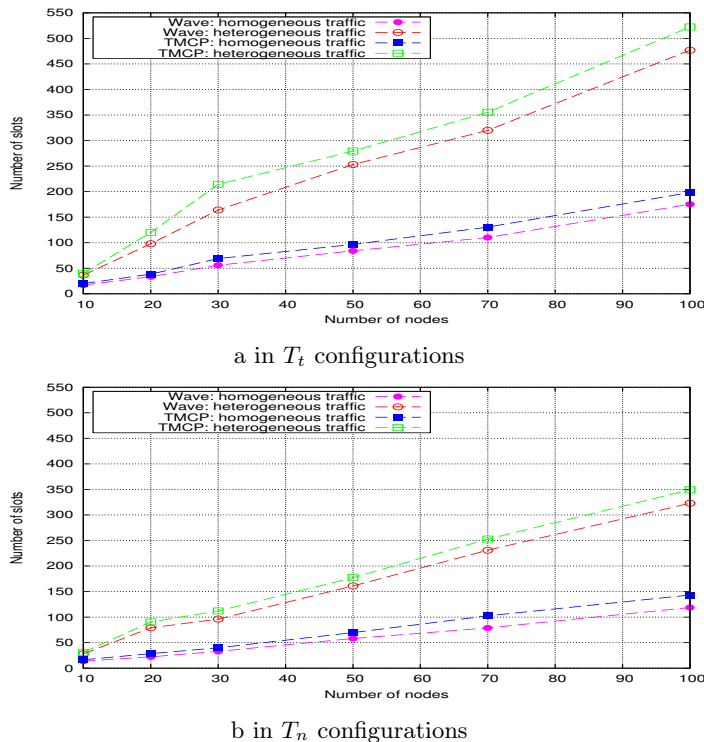 550
500
450
400
350
300
250
200
150
100
50
0
Number of slots
Wave: homogeneous traffic
Wave: heterogeneous traffic
TMCP: homogeneous traffic
TMCP: heterogeneous traffic
10 20 30 40 50 60 70 80 90 100
Number of nodes
a in T_t configurations
550
500
450
400
350
300
250
200
150
100
50
0
Number of slots
Wave: homogeneous traffic
Wave: heterogeneous traffic
TMCP: homogeneous traffic
TMCP: heterogeneous traffic
10 20 30 40 50 60 70 80 90 100
Number of nodes
b in T_n configurations